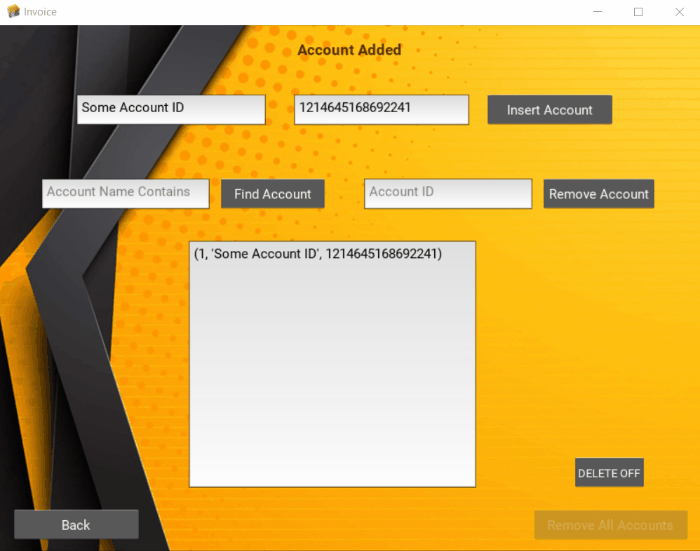 Invoice
Account Added
Some Account ID 1214645168692241 Insert Account
Account Name Contains Find Account Account ID Remove Account
(1, 'Some Account ID', 1214645168692241)
DELETE OFF
Back Remove All Accounts